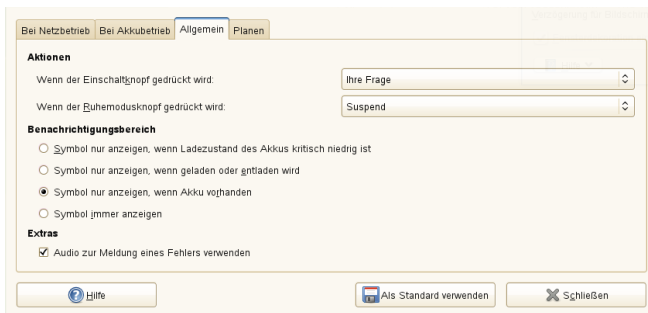 Bei Netzbetrieb Bei Akkubetrieb Allgemein Planen
Aktionen
Wenn der Einschaltknopf gedrückt wird: Ihre Frage
Wenn der Ruhemodusknopf gedrückt wird: Suspend
Benachrichtigungsbereich
Symbol nur anzeigen, wenn Ladezustand des Akkus kritisch niedrig ist
Symbol nur anzeigen, wenn geladen oder entladen wird
Symbol nur anzeigen, wenn Akku vorhanden
Symbol immer anzeigen
Extras
Audio zur Meldung eines Fehlers verwenden
Hilfe Als Standard verwenden Schließen